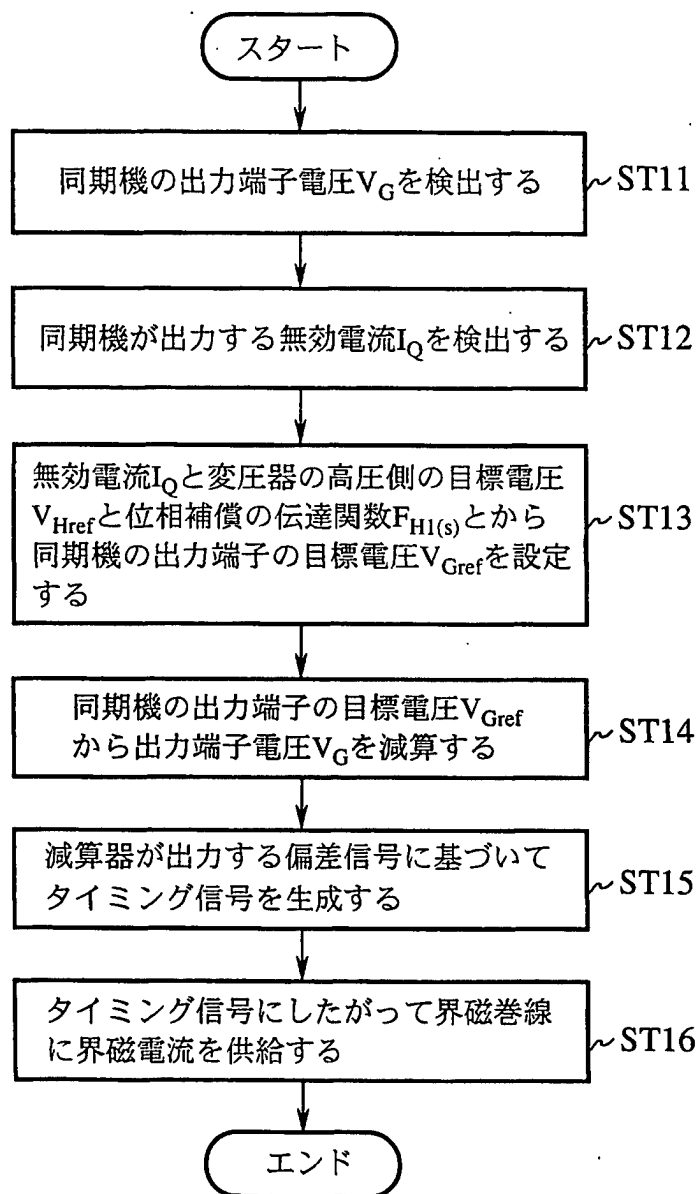 スタート
同期機の出力端子電圧VGを検出する
~ST11
同期機が出力する無効電流IQを検出する
~ST12
無効電流IQと変圧器の高圧側の目標電圧
VHrefと位相補償の伝達関数FH1(s)とから
同期機の出力端子の目標電圧VGrefを設定
する
~ST13
同期機の出力端子の目標電圧VGref
から出力端子電圧VGを減算する
~ST14
減算器が出力する偏差信号に基づいて
タイミング信号を生成する
~ST15
タイミング信号にしたがって界磁巻線
に界磁電流を供給する
~ST16
エンド